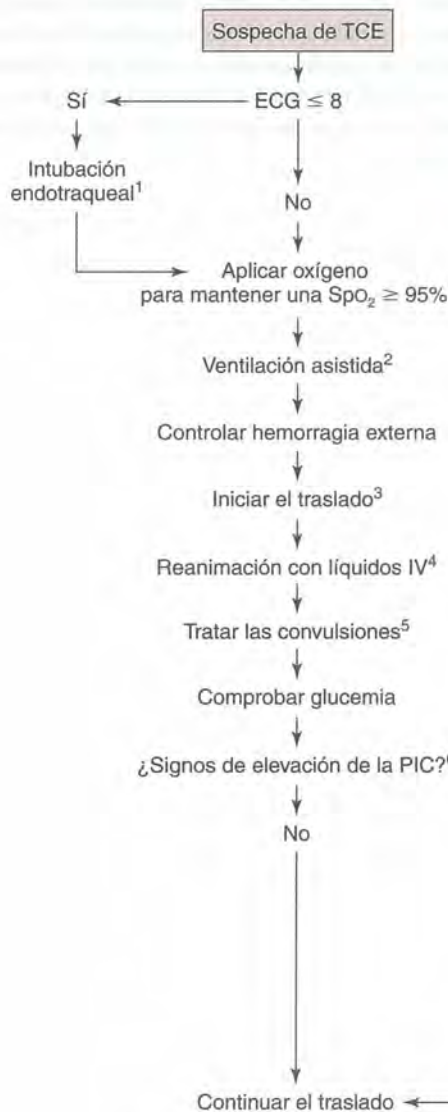 Sospecha de TCE
Sí
ECG ≤ 8
Intubación
endotraqueal¹
No
Aplicar oxígeno
para mantener una SpO₂ ≥ 95%
Ventilación asistida²
Controlar hemorragia externa
Iniciar el traslado³
Reanimación con líquidos IV⁴
Tratar las convulsiones⁵
Comprobar glucemia
¿Signos de elevación de la PIC?
No
Continuar el traslado